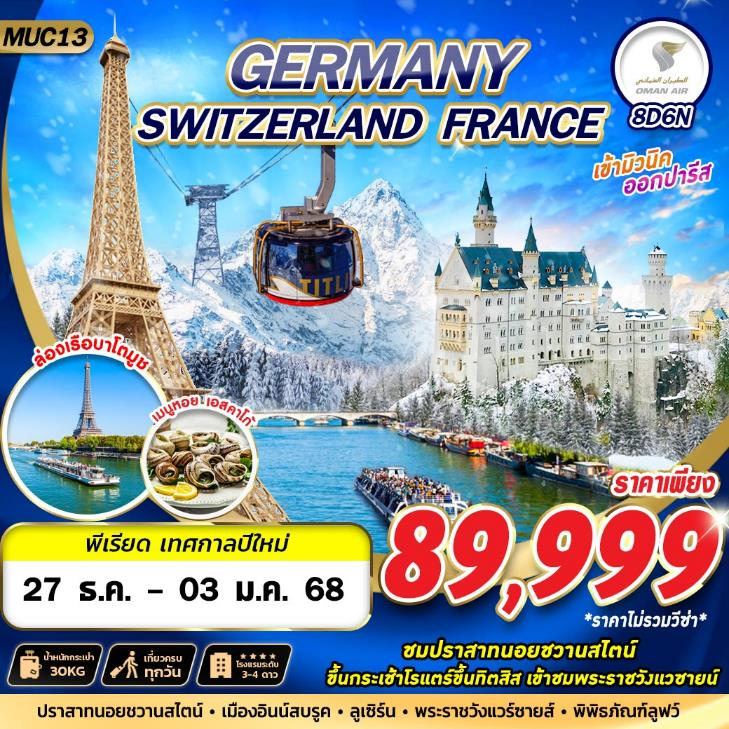 MUC13
GERMANY
SWITZERLAND FRANCE
الطيران العماني
OMAN AIR
8D6N
เข้ามิวนิค
ออกปารีส
TITLI
ล่องเรือบาโตมูช
เมนูหอย เอสคาโก้
ราคาเพียง
89,999
*ราคาไม่รวมวีซ่า*
พีเรียด เทศกาลปีใหม่
27 ธ.ค. - 03 ม.ค. 68
น้ำหนักกระเป๋า
30KG
เที่ยวครบ
ทุกวัน
โรงแรมระดับ
3-4 ดาว
ชมปราสาทนอยชวานสไตน์
ขึ้นกระเช้าโรแตร์ขึ้นทิตลิส เข้าชมพระราชวังแวซายน์
ปราสาทนอยชวานสไตน์ • เมืองอินน์สบรูค • ลูเซิร์น • พระราชวังแวร์ซายส์ • พิพิธภัณฑ์ลูฟว์